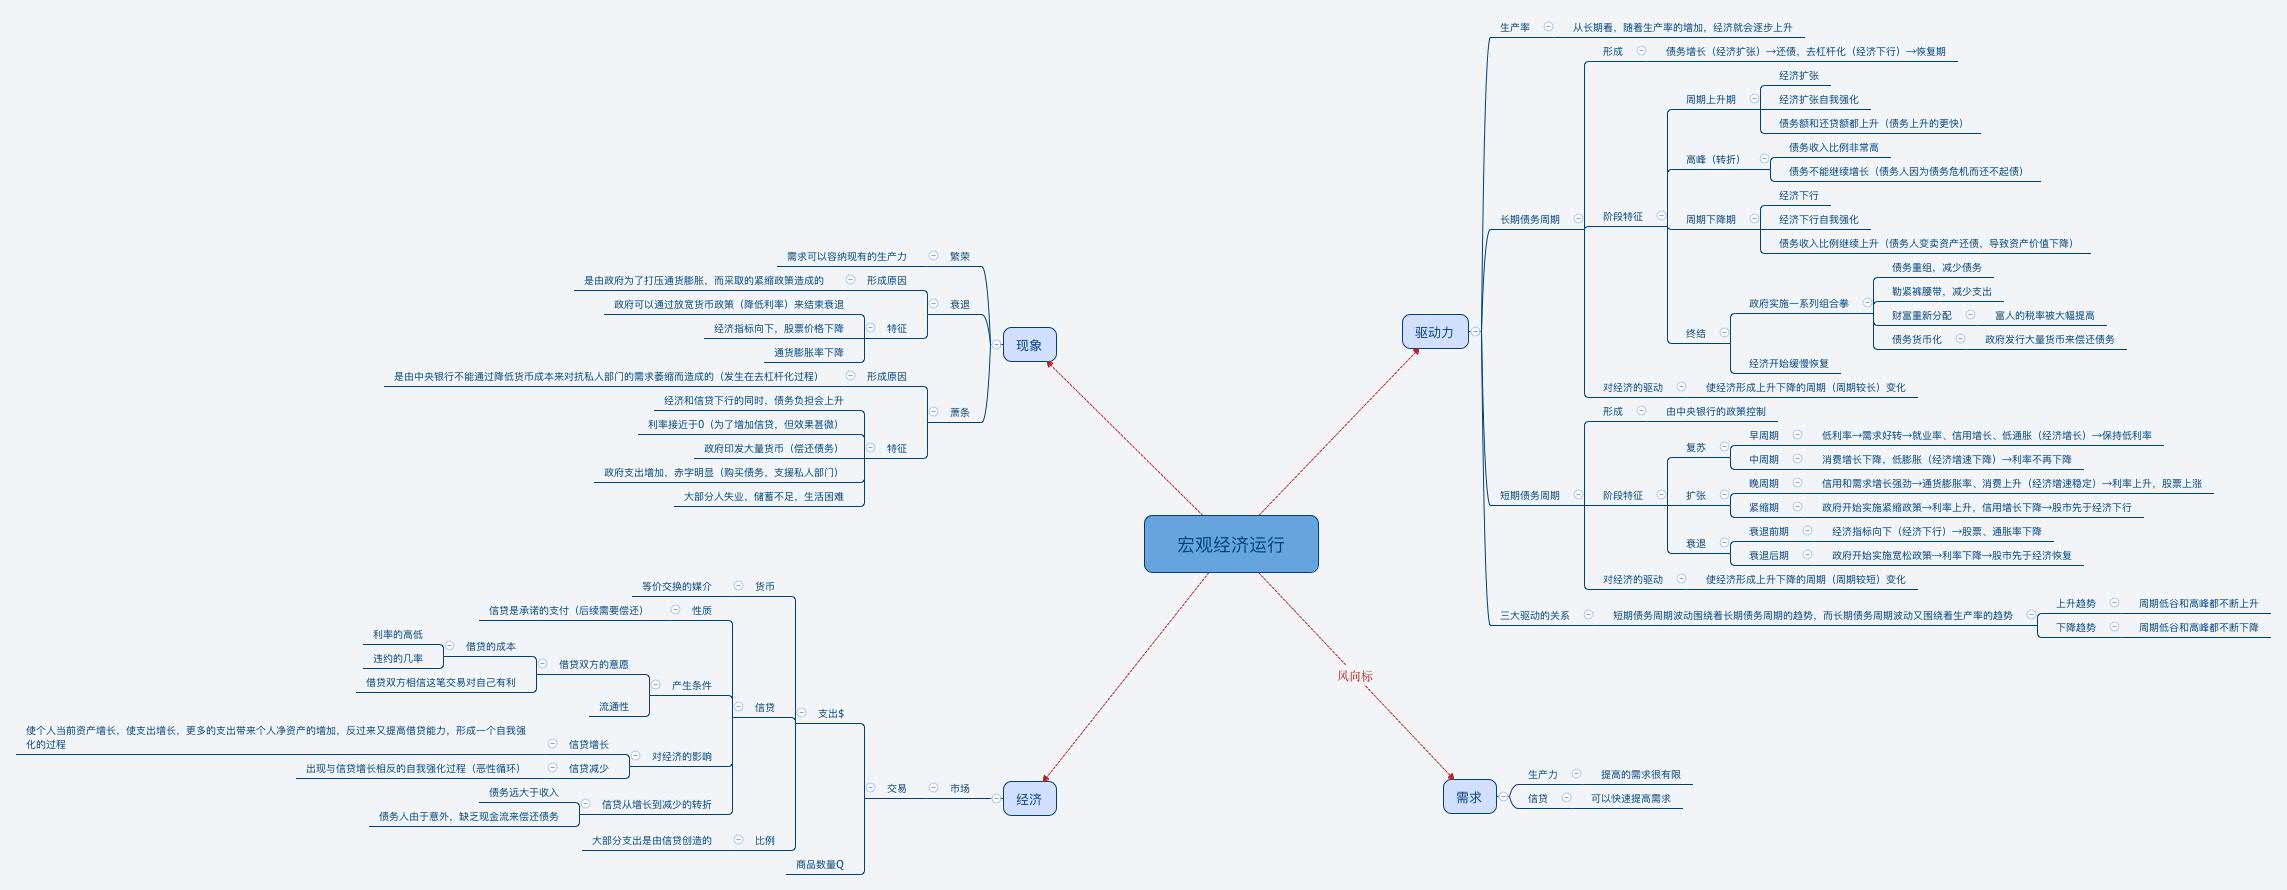 宏观经济运行
驱动力
生产率
从长期看，随着生产率的增加，经济就会逐步上升
长期债务周期
形成
债务增长（经济扩张）→还债，去杠杆化（经济下行）→恢复期
阶段特征
周期上升期
经济扩张
经济扩张自我强化
债务额和还贷额都上升（债务上升的更快）
高峰（转折）
债务收入比例非常高
债务不能继续增长（债务人因为债务危机而还不起债）
周期下降期
经济下行
经济下行自我强化
债务收入比例继续上升（债务人变卖资产还债，导致资产价值下降）
终结
政府实施一系列组合拳
债务重组，减少债务
勒紧裤腰带，减少支出
财富重新分配
富人的税率被大幅提高
债务货币化
政府发行大量货币来偿还债务
经济开始缓慢恢复
对经济的驱动
使经济形成上升下降的周期（周期较长）变化
短期债务周期
形成
由中央银行的政策控制
阶段特征
复苏
早周期
低利率→需求好转→就业率、信用增长、低通胀（经济增长）→保持低利率
中周期
消费增长下降，低膨胀（经济增速下降）→利率不再下降
扩张
晚周期
信用和需求增长强劲→通货膨胀率、消费上升（经济增速稳定）→利率上升，股票上涨
紧缩期
政府开始实施紧缩政策→利率上升，信用增长下降→股市先于经济下行
衰退
衰退前期
经济指标向下（经济下行）→股票、通胀率下降
衰退后期
政府开始实施宽松政策→利率下降→股市先于经济恢复
对经济的驱动
使经济形成上升下降的周期（周期较短）变化
三大驱动的关系
短期债务周期波动围绕着长期债务周期的趋势，而长期债务周期波动又围绕着生产率的趋势
上升趋势
周期低谷和高峰都不断上升
下降趋势
周期低谷和高峰都不断下降
风向标
需求
生产力
提高的需求很有限
信贷
可以快速提高需求
现象
繁荣
需求可以容纳现有的生产力
衰退
形成原因
是由政府为了打压通货膨胀，而采取的紧缩政策造成的
特征
政府可以通过放宽货币政策（降低利率）来结束衰退
经济指标向下，股票价格下降
通货膨胀率下降
萧条
形成原因
是由中央银行不能通过降低货币成本来对抗私人部门的需求萎缩而造成的（发生在去杠杆化过程）
特征
经济和信贷下行的同时，债务负担会上升
利率接近于0（为了增加信贷，但效果甚微）
政府印发大量货币（偿还债务）
政府支出增加，赤字明显（购买债务，支援私人部门）
大部分人失业，储蓄不足，生活困难
经济
市场
交易
支出$
货币
等价交换的媒介
信贷
性质
信贷是承诺的支付（后续需要偿还）
产生条件
借贷双方的意愿
借贷的成本
利率的高低
违约的几率
借贷双方相信这笔交易对自己有利
流通性
对经济的影响
信贷增长
使个人当前资产增长，使支出增长，更多的支出带来个人净资产的增加，反过来又提高借贷能力，形成一个自我强
化的过程
信贷减少
出现与信贷增长相反的自我强化过程（恶性循环）
信贷从增长到减少的转折
债务远大于收入
债务人由于意外，缺乏现金流来偿还债务
比例
大部分支出是由信贷创造的
商品数量Q